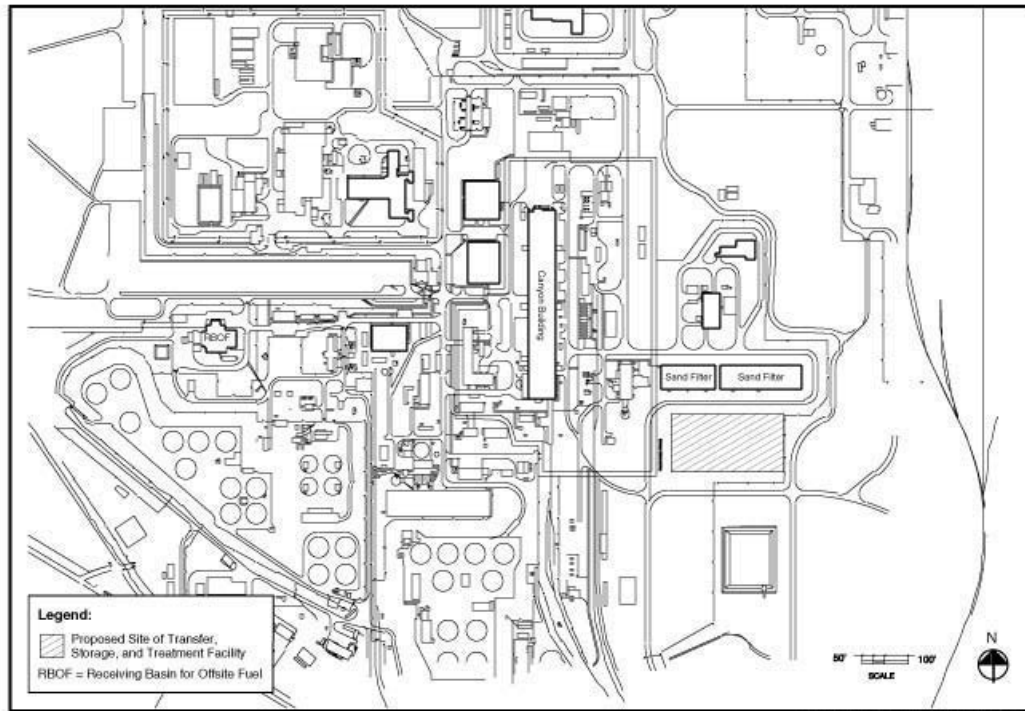 Canyon Building
RBOF
Sand Filter
Sand Filter
Legend:
Proposed Site of Transfer,
Storage, and Treatment Facility
RBOF = Receiving Basin for Offsite Fuel
N
50' 100'
SCALE